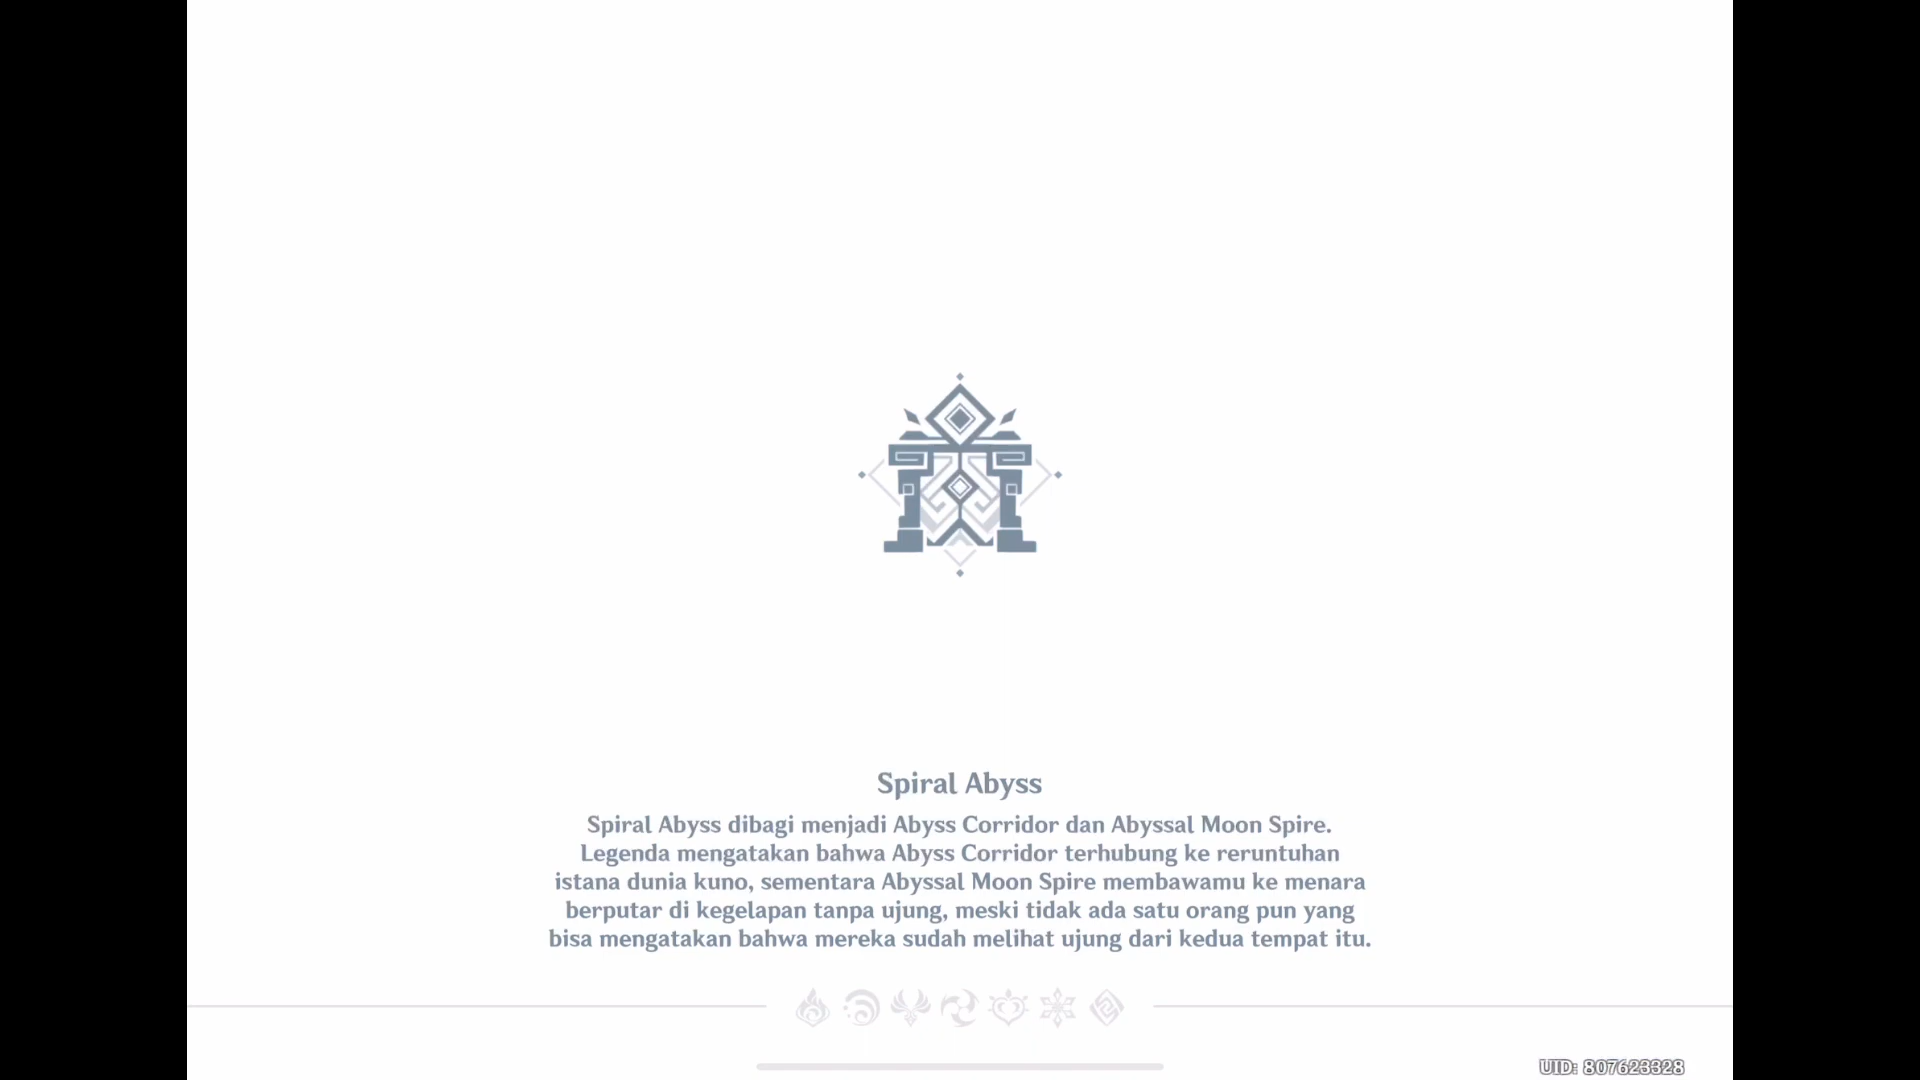 Spiral Abyss
Spiral Abyss dibagi menjadi Abyss Corridor dan Abyssal Moon Spire.
Legenda mengatakan bahwa Abyss Corridor terhubung ke reruntuhan
istana dunia kuno, sementara Abyssal Moon Spire membawamu ke menara
berputar di kegelapan tanpa ujung, meski tidak ada satu orang pun yang
bisa mengatakan bahwa mereka sudah melihat ujung dari kedua tempat itu.
UID: 807623328